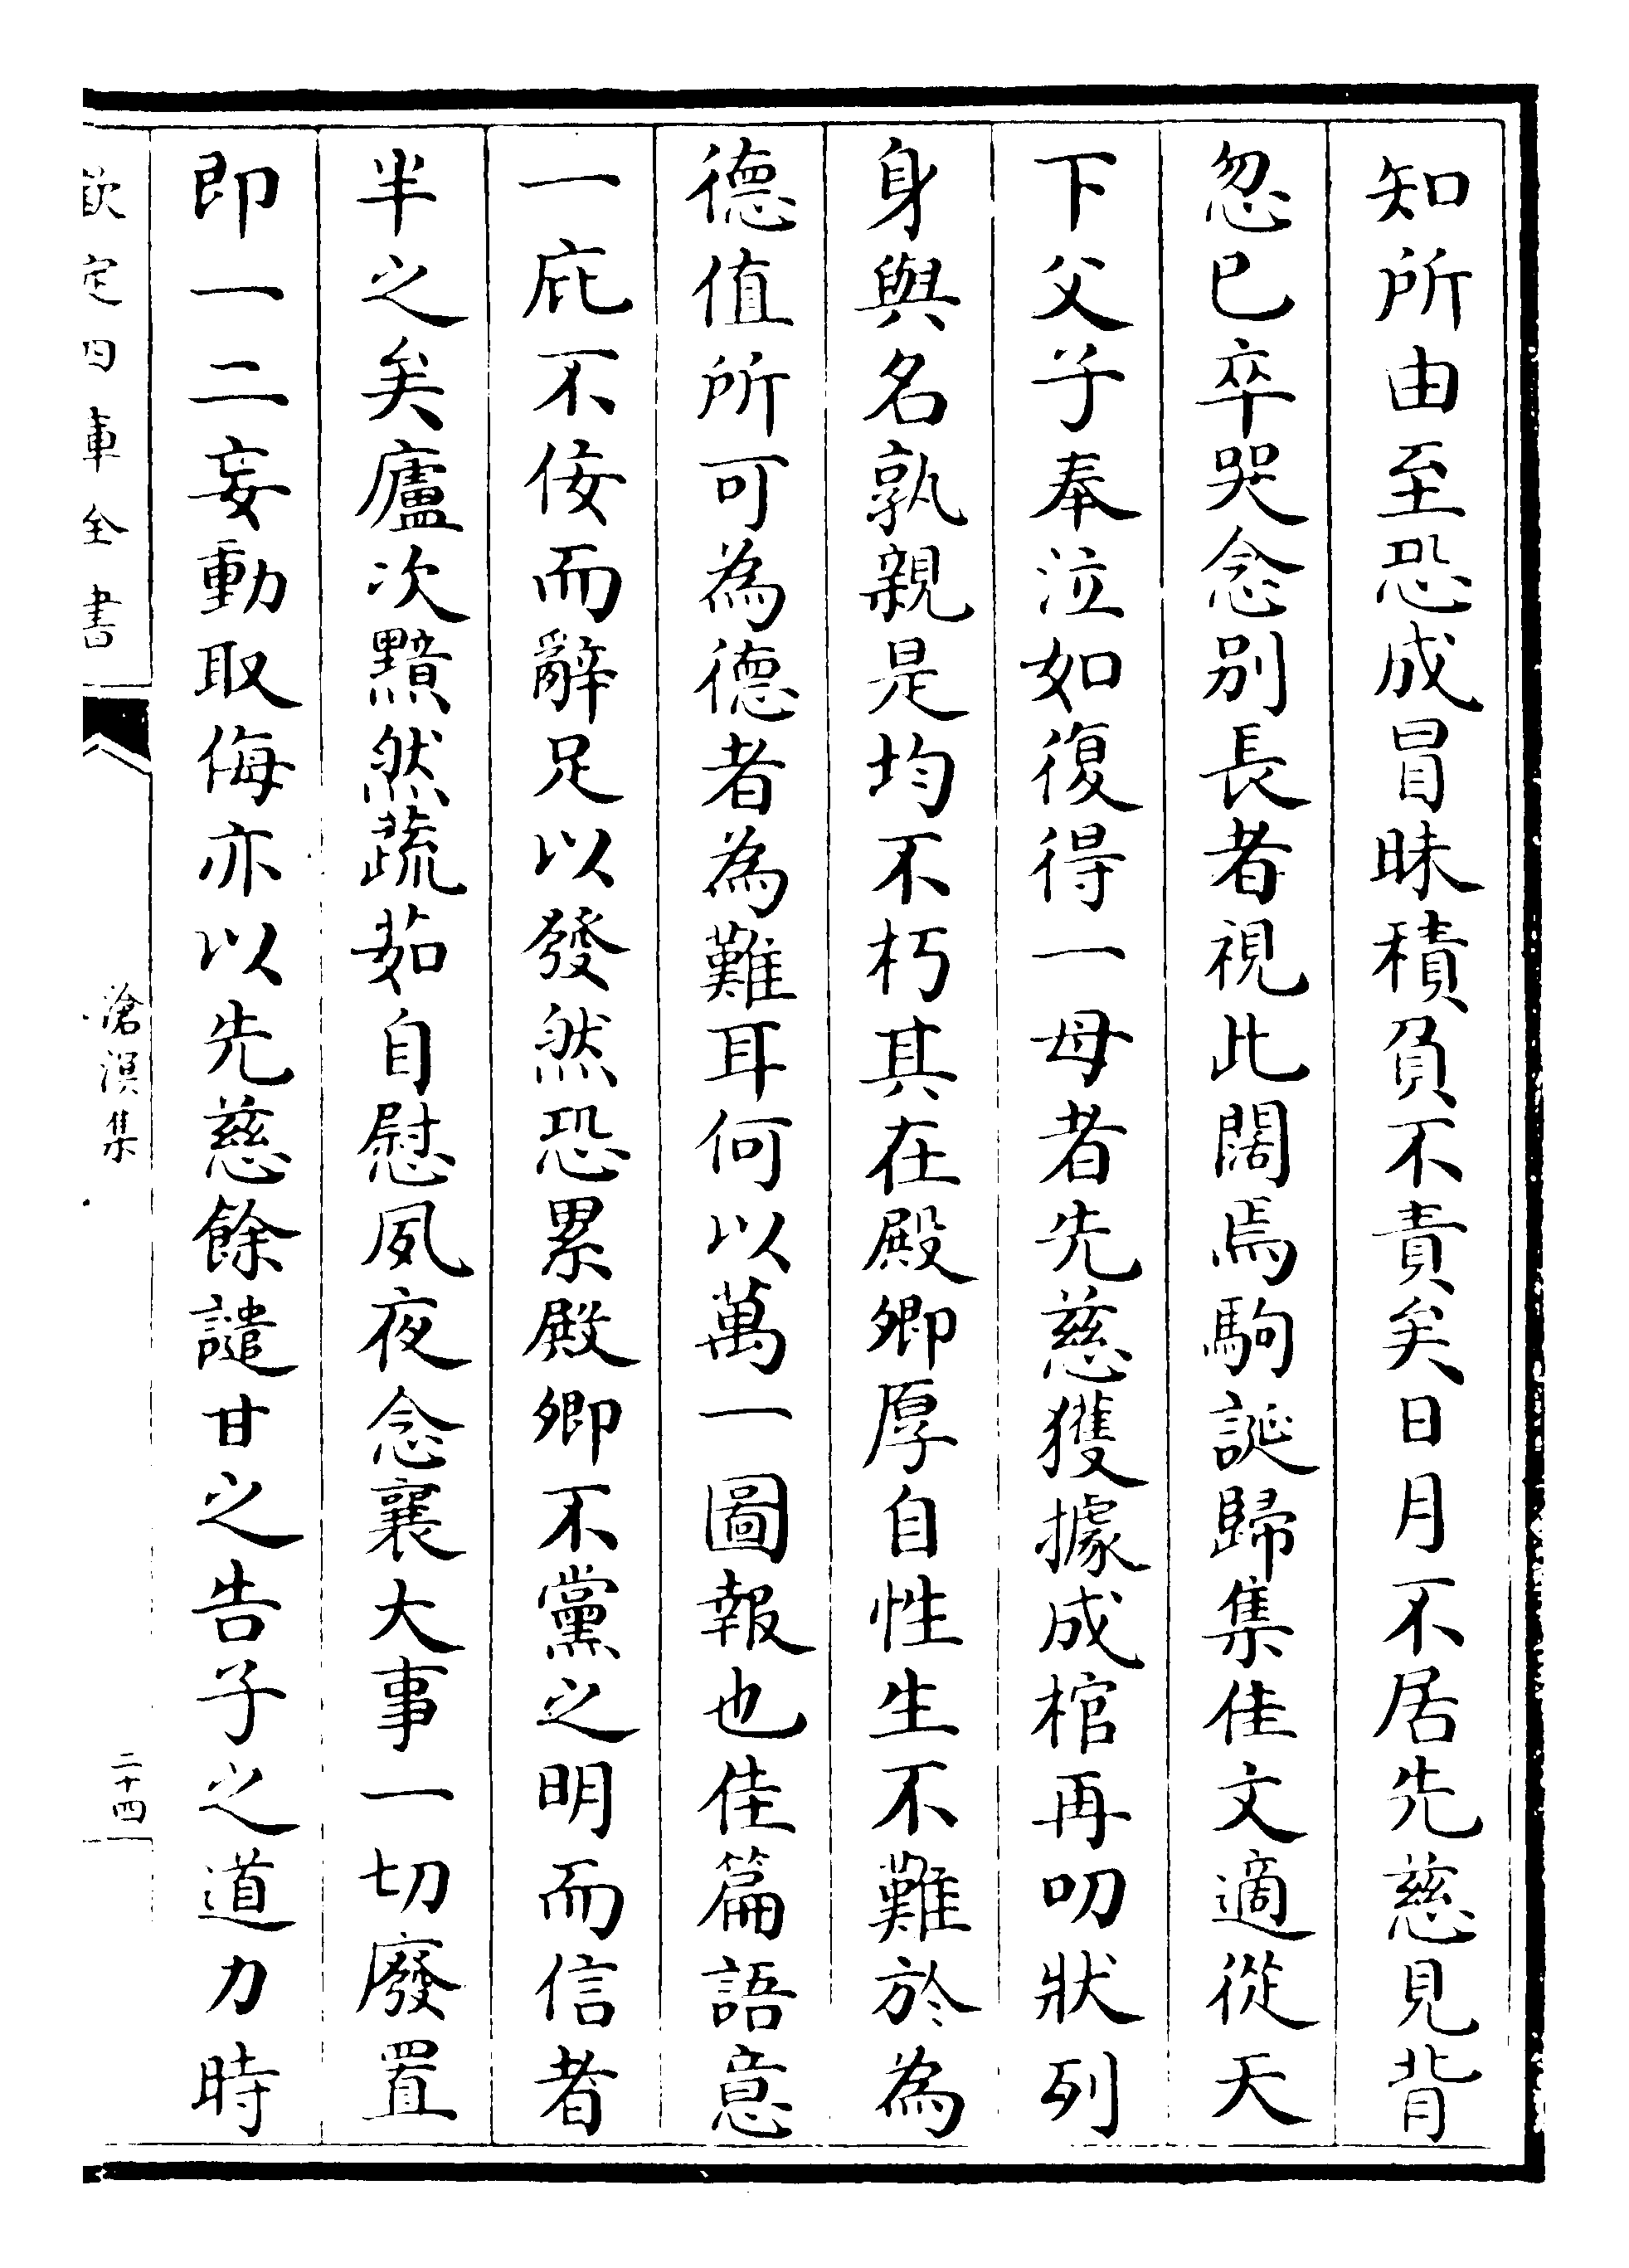 知所由至恐成冒昧積負不責矣日月不居先慈見背
忽已卒哭念别長者視此闊焉駒誕歸集佳文適從天
下父子奉泣如復得一母者先慈獲據成棺再叨狀列
身與名孰親是均不朽其在殿卿厚自性生不難於為
德值所可為德者為難耳何以萬一圖報也佳篇語意
一庇不佞而辭足以發然恐累殿卿不黨之明而信者
半之矣廬次黯然蔬茹自慰夙夜念襄大事一切廢置
即一二妄動取侮亦以先慈餘譴甘之告子之道力時
欽定四庫全書
滄溟集
二十四